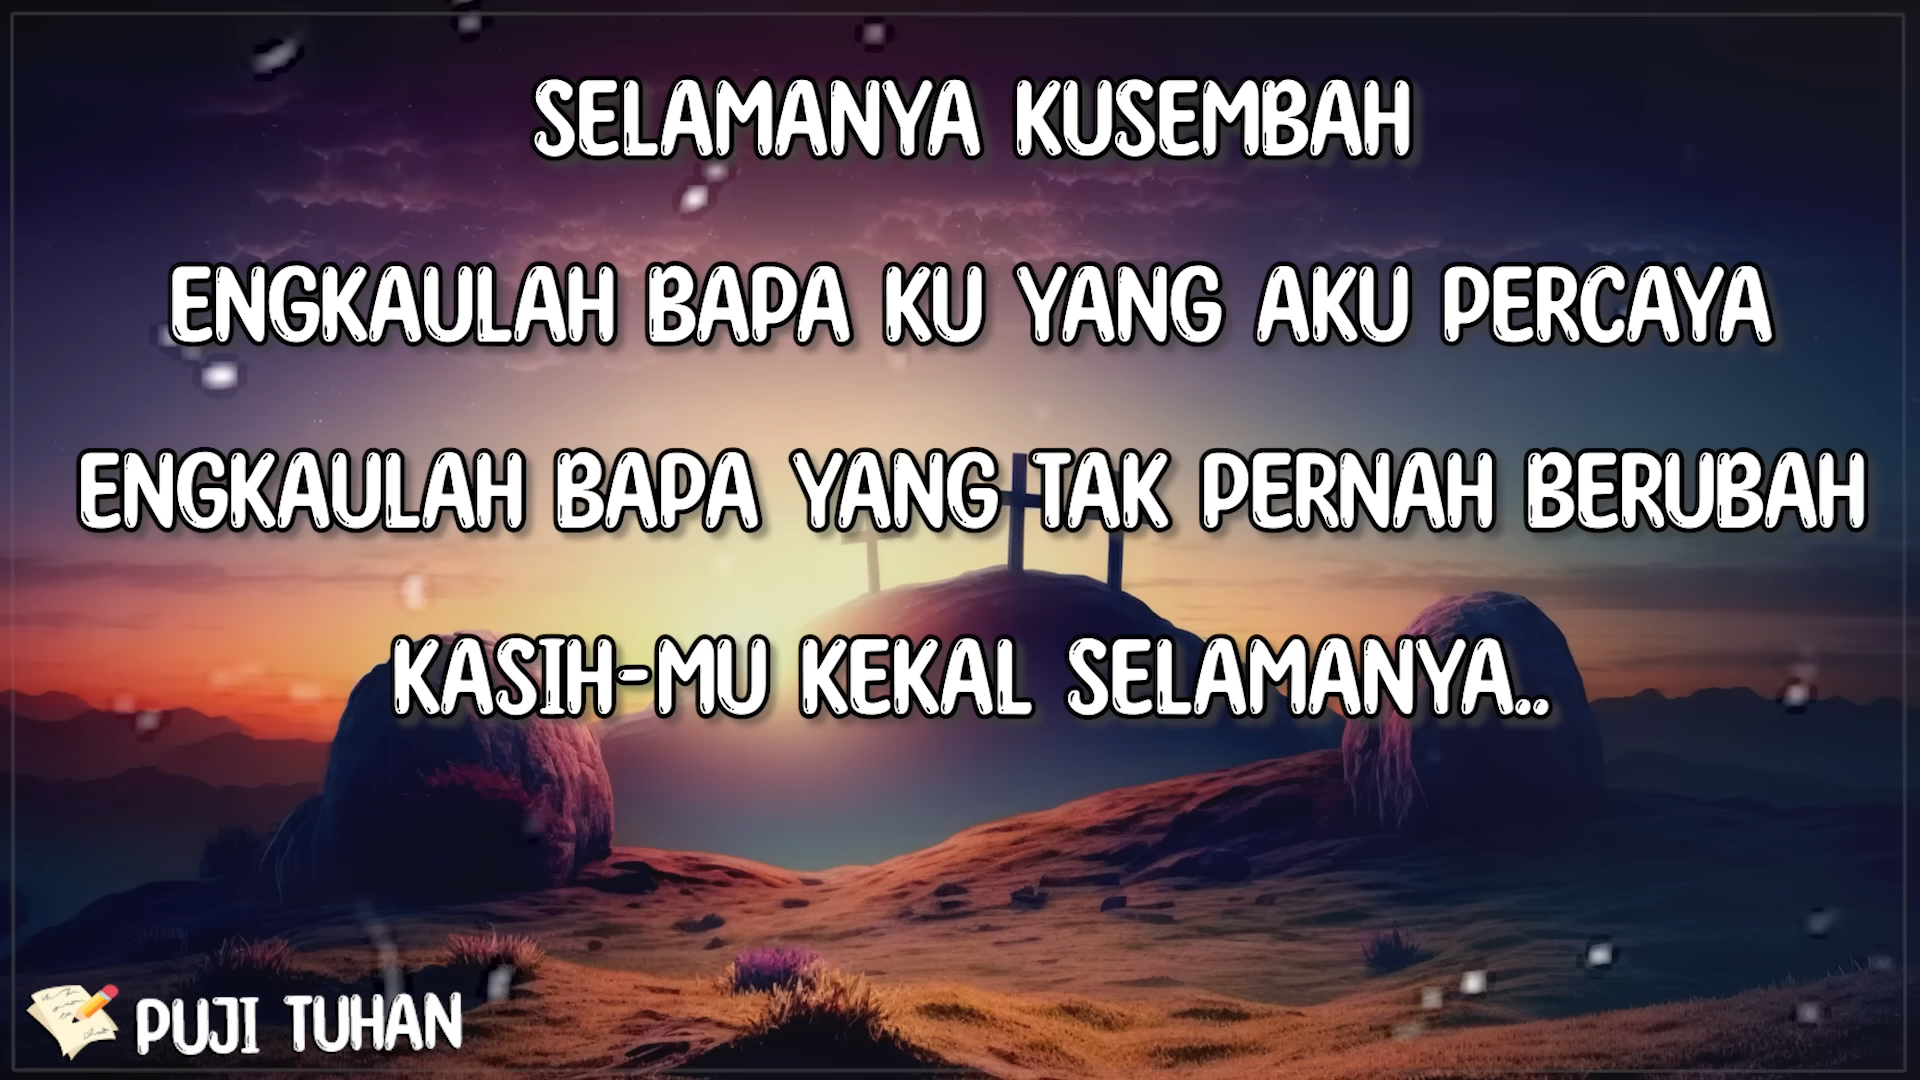 SELAMANYA KUSEMBAH
ENGKAULAH BAPA KU YANG AKU PERCAYA
ENGKAULAH BAPA YANG TAK PERNAH BERUBAH
KASIH-MU KEKAL SELAMANYA..
PUJI TUHAN